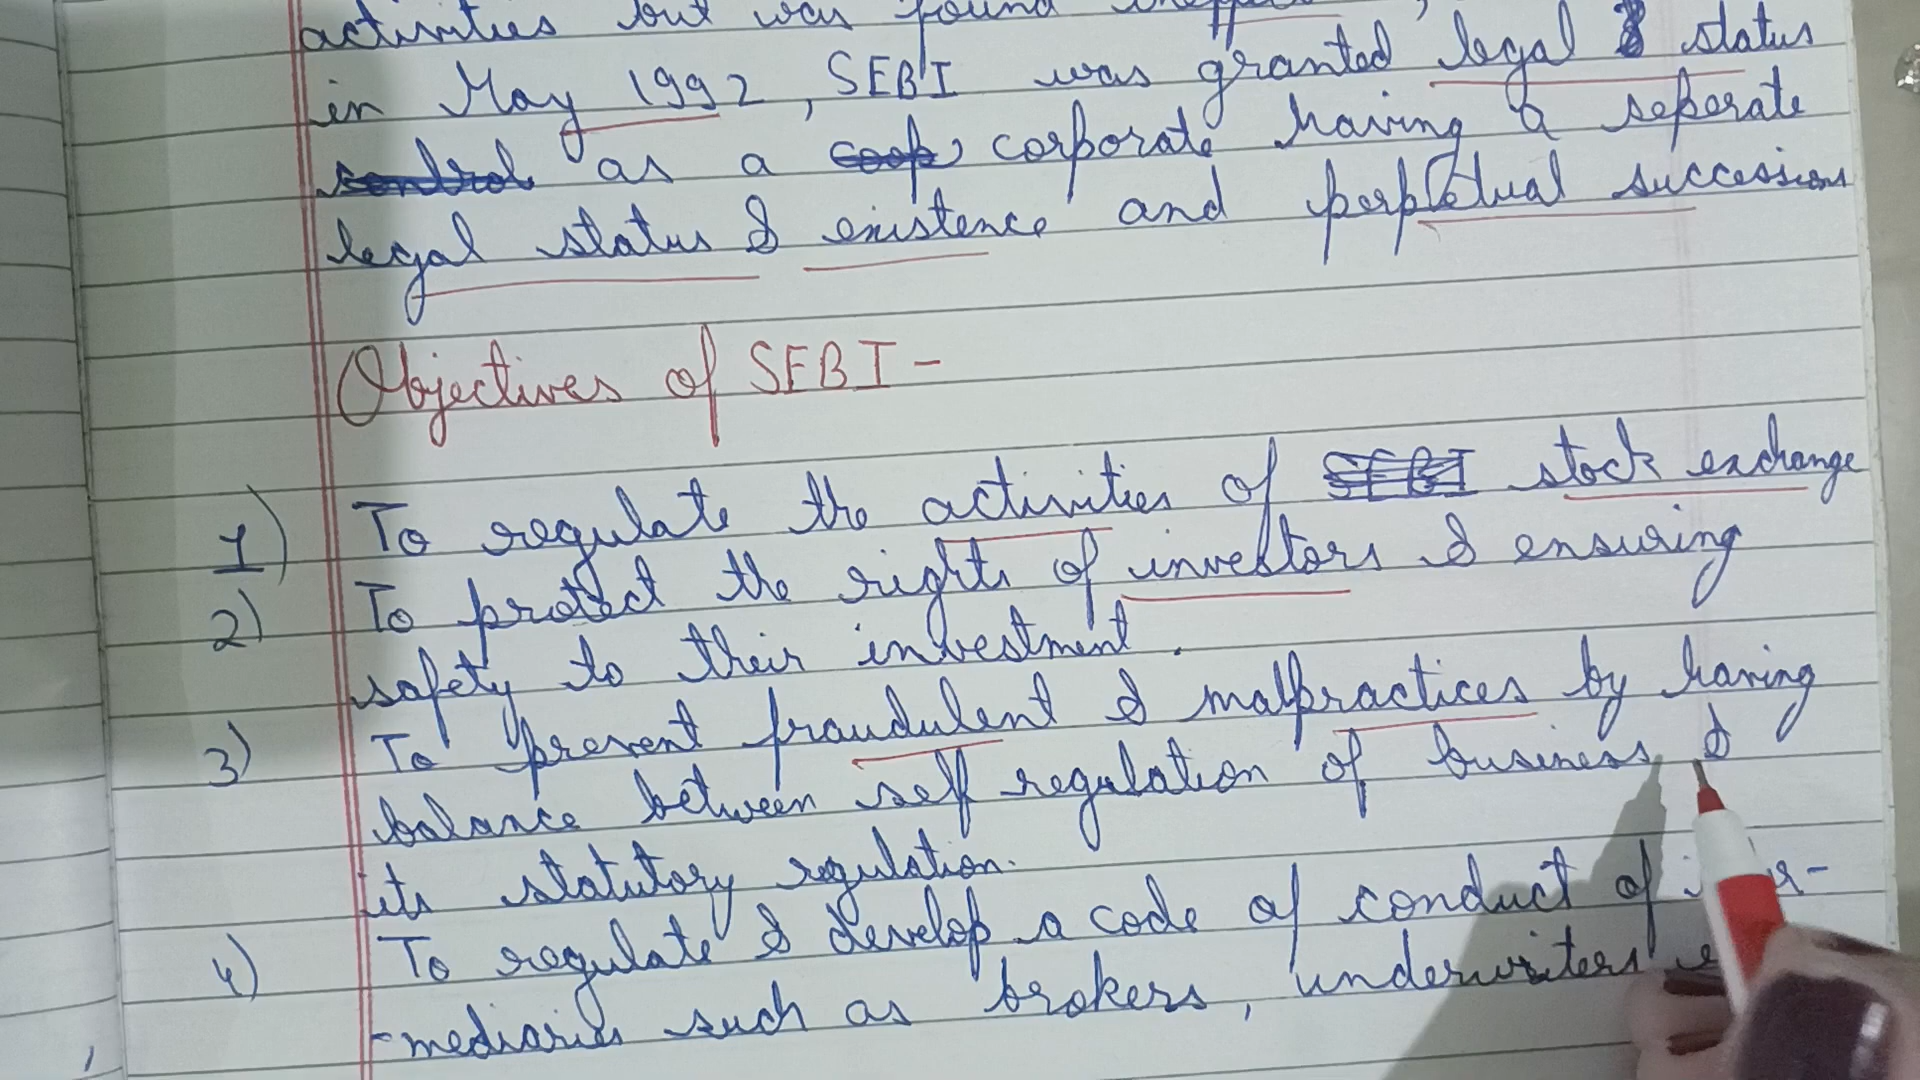 activities but was found
in May 1992, SEBI was granted legal status
as a corporate having a seperate
legal status & existence and perpetual succession
Objectives of SEBI -
1) To regulate the activities of stock exchange
2) To protect the rights of investors & ensuring
safety to their investment.
3) To prevent fraudulent & malpractices by having
balance between self regulation of business &
its statutory regulation.
4) To regulate & develop a code of conduct of
-mediaries such as brokers, underwriters